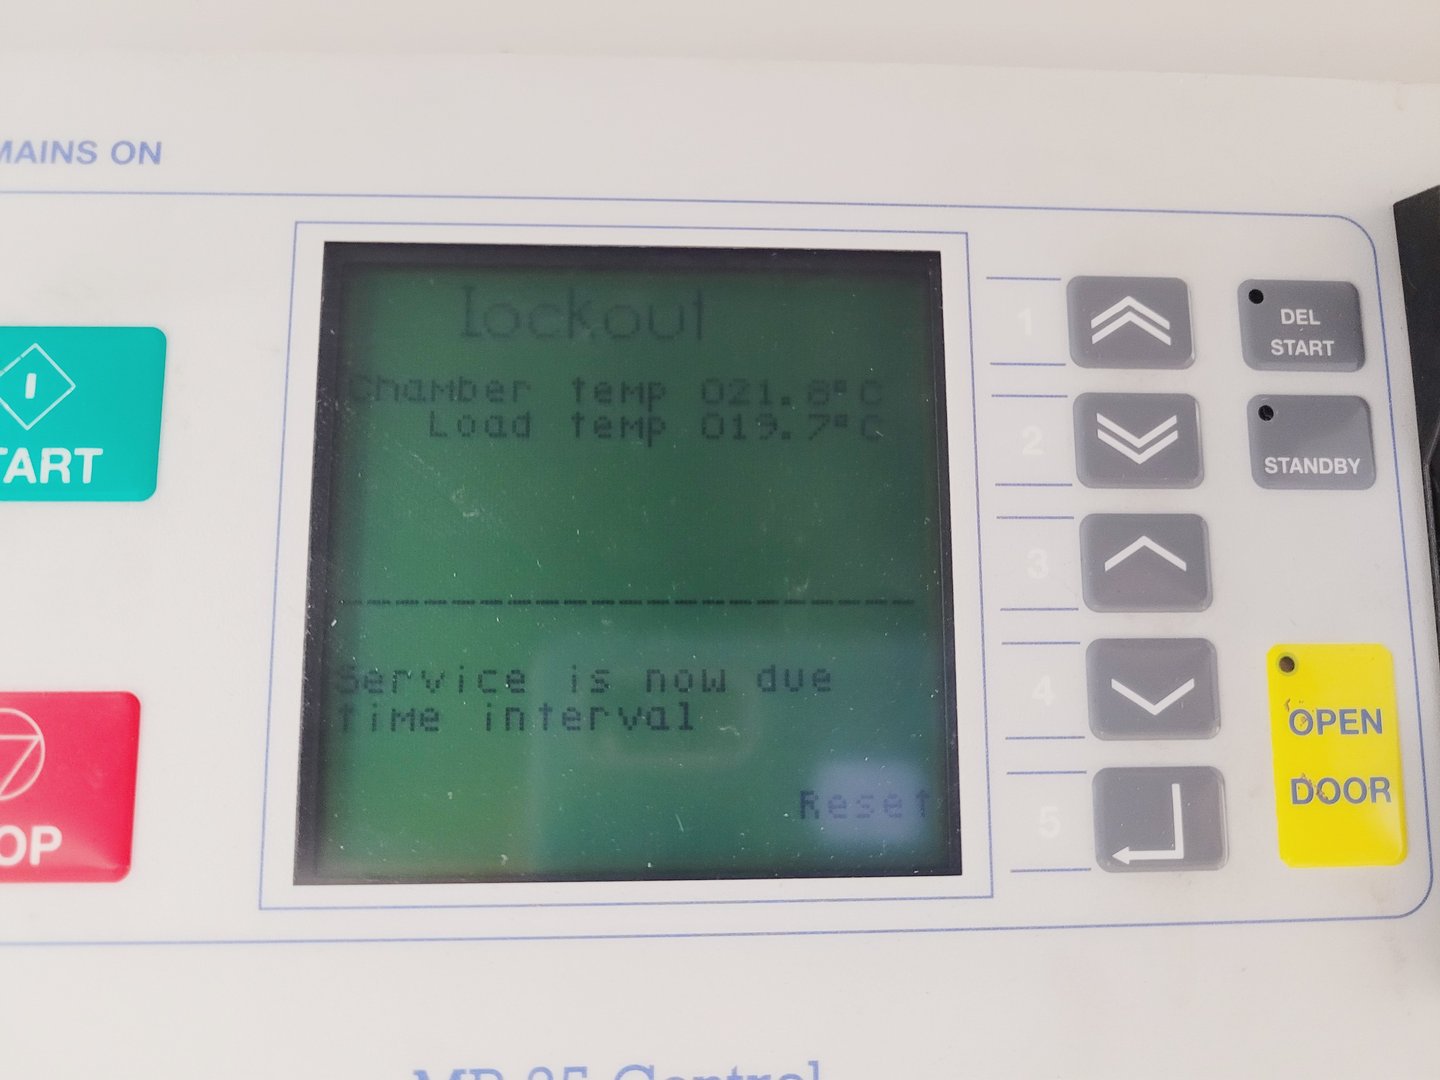 MAINS ON
Lockout
Chamber temp 021.8°C
Load temp 019.7°C
Service is now due
Time interval
Reset
1
2
3
4
5
DEL
START
STANDBY
OPEN
DOOR
TART
OP
Control